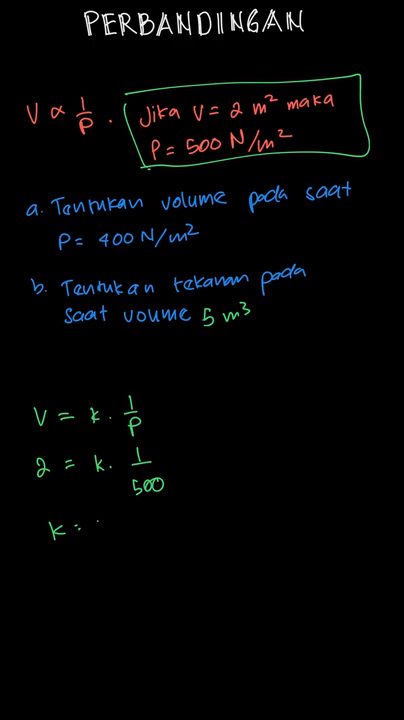 PERBANDINGAN
V ∝ 1/P . Jika V = 2 m² maka
P = 500 N/m²
a. Tentukan volume pada saat
P = 400 N/m²
b. Tentukan tekanan pada
saat voume 5 m³
V = k . 1/P
2 = k . 1/500
k = .